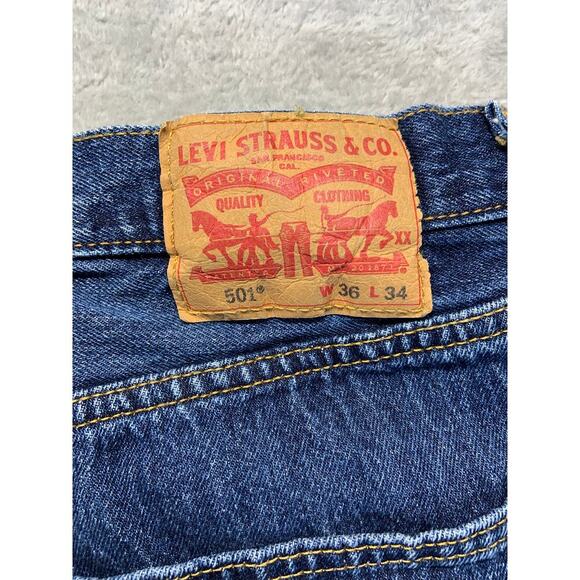 LEVI STRAUSS & CO.
SAN FRANCISCO
CAL.
ORIGINAL RIVETED
QUALITY CLOTHING
XX
501® W 36 L 34